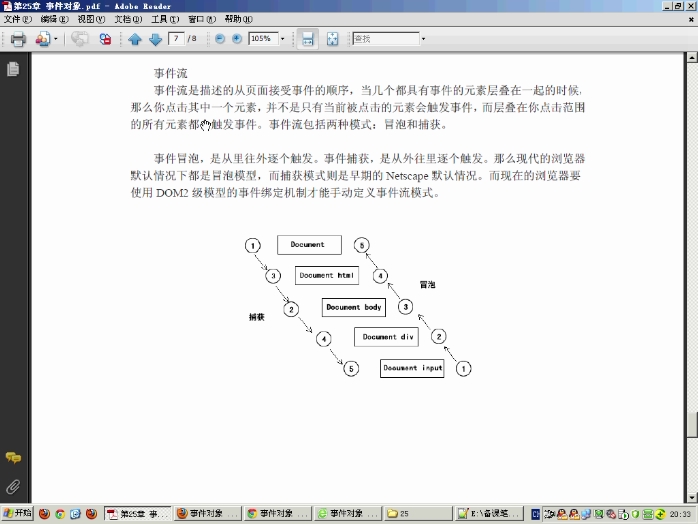 第25章 事件对象.pdf - Adobe Reader
文件(F) 编辑(E) 视图(V) 文档(D) 工具(T) 窗口(W) 帮助(H)
7 / 8 105% 查找
事件流
事件流是描述的从页面接受事件的顺序，当几个都具有事件的元素层叠在一起的时候，
那么你点击其中一个元素，并不是只有当前被点击的元素会触发事件，而层叠在你点击范围
的所有元素都会触发事件。事件流包括两种模式：冒泡和捕获。
事件冒泡，是从里往外逐个触发。事件捕获，是从外往里逐个触发。那么现代的浏览器
默认情况下都是冒泡模型，而捕获模式则是早期的 Netscape 默认情况。而现在的浏览器要
使用 DOM2 级模型的事件绑定机制才能手动定义事件流模式。
1 Document 5
3 Document html 4
冒泡
2 Document body 3
捕获
4 Document div 2
5 Document input 1
开始 第25章 事... 事件对象 ... 事件对象 ... 事件对象 ... 25 E:\备课笔... 20:33